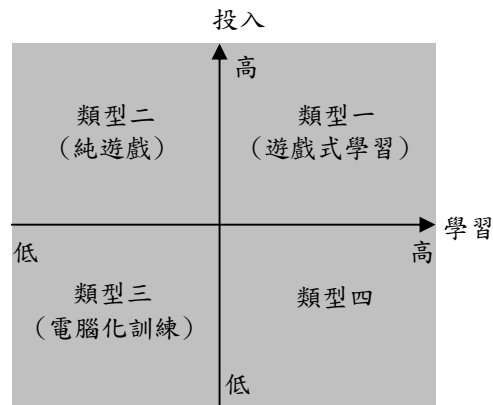 投入
高
類型二
（純遊戲）
類型一
（遊戲式學習）
學習
低
高
類型三
（電腦化訓練）
類型四
低